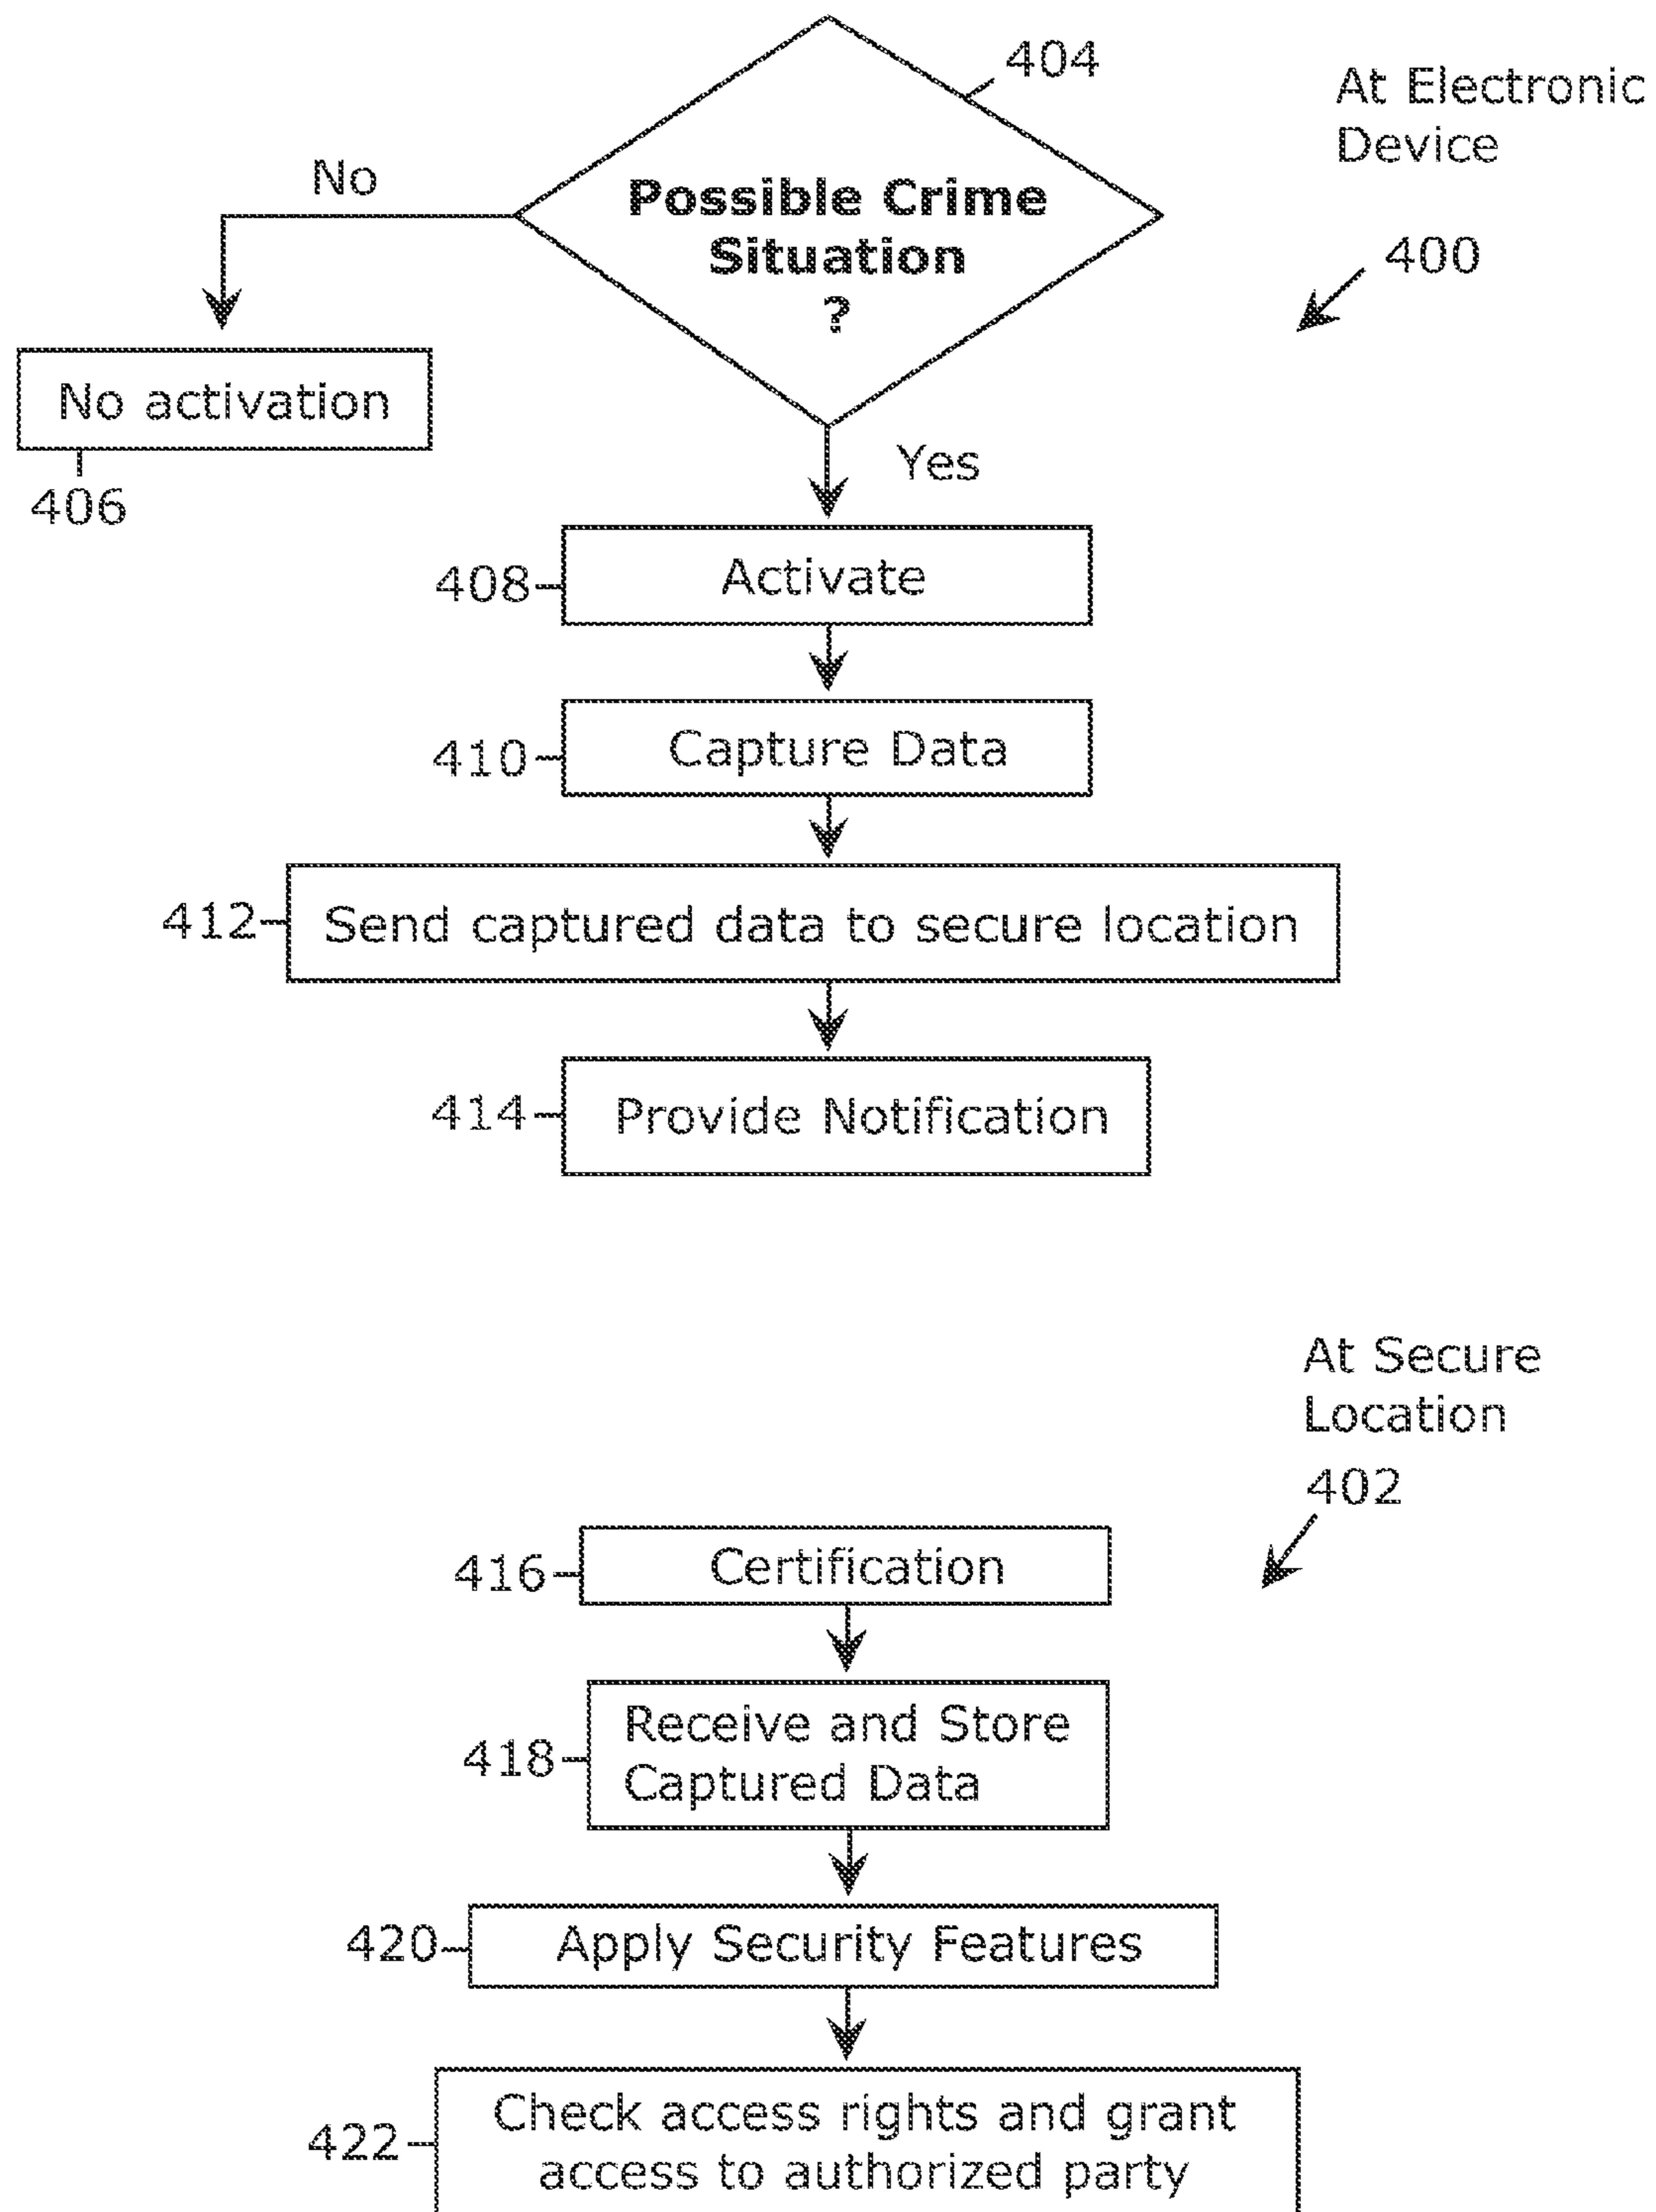 404
At Electronic
Device
No
Possible Crime
Situation
?
400
No activation
406
Yes
408
Activate
410
Capture Data
412
Send captured data to secure location
414
Provide Notification
At Secure
Location
402
416
Certification
418
Receive and Store
Captured Data
420
Apply Security Features
422
Check access rights and grant
access to authorized party